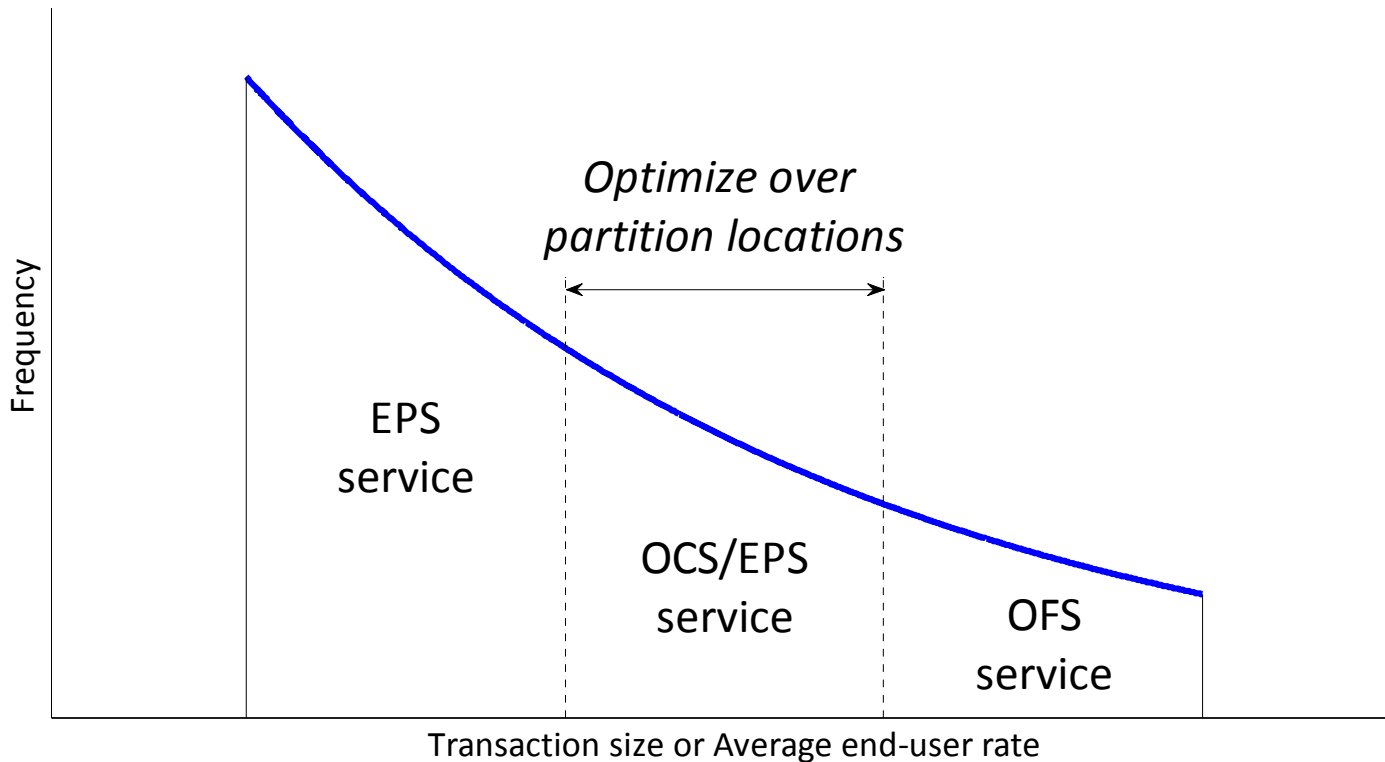 Optimize over
partition locations
Frequency
EPS
service
OCS/EPS
service
OFS
service
Transaction size or Average end-user rate